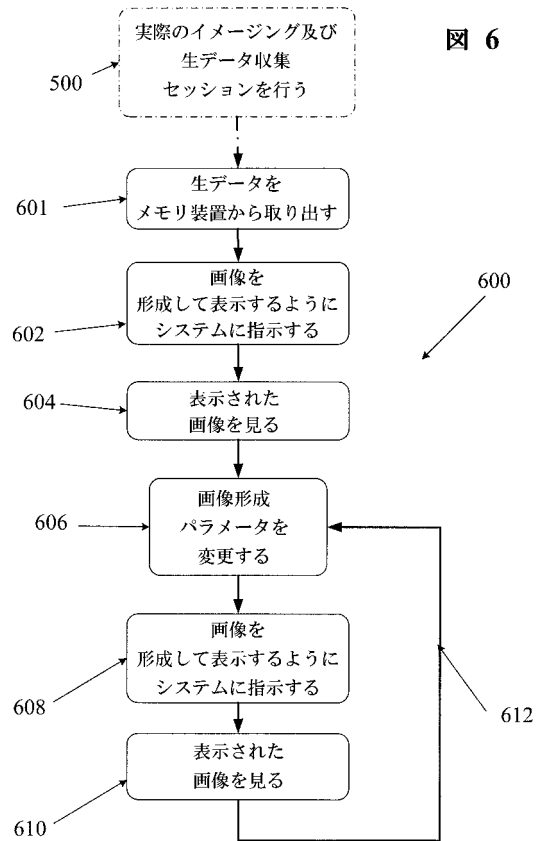 図 6
実際のイメージング及び
生データ収集
セッションを行う
500
生データを
メモリ装置から取り出す
601
画像を
形成して表示するように
システムに指示する
602
600
表示された
画像を見る
604
画像形成
パラメータを
変更する
606
画像を
形成して表示するように
システムに指示する
608
612
表示された
画像を見る
610